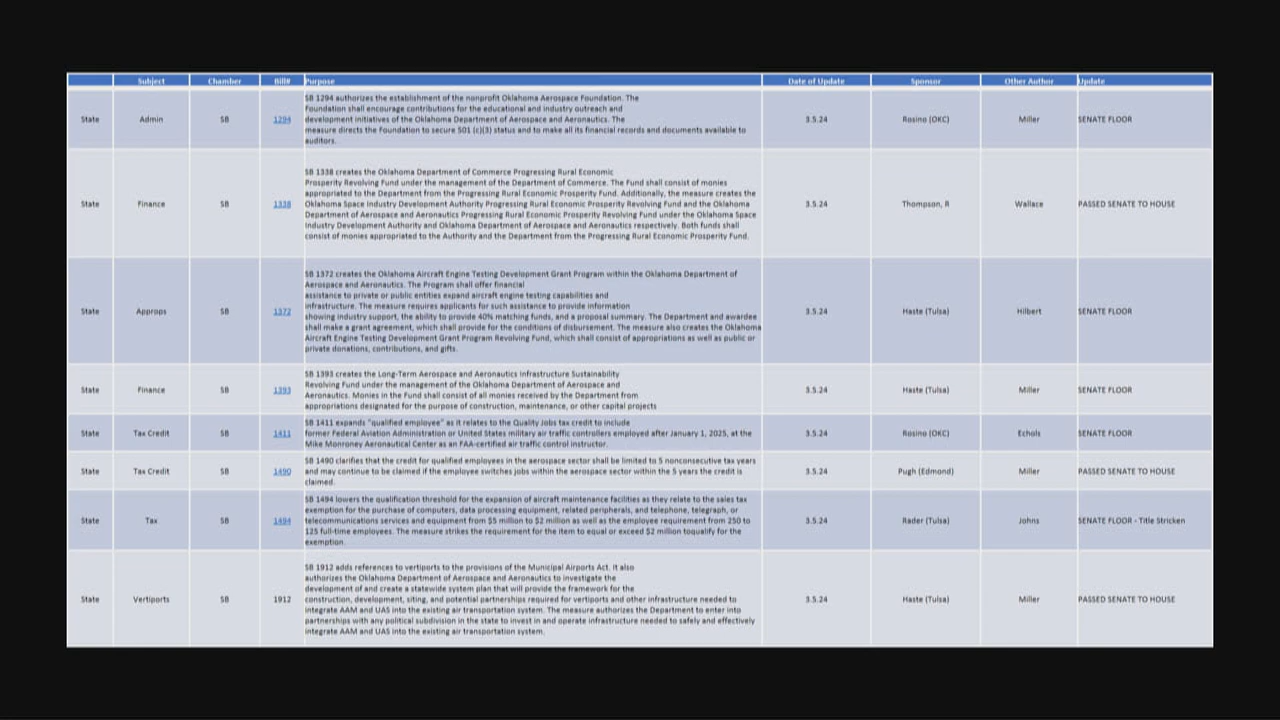 Subject Chamber Bill# Purpose Date of Update Sponsor Other Author Update
State Admin SB 1294
SB 1294 authorizes the establishment of the nonprofit Oklahoma Aerospace Foundation. The
Foundation shall encourage contributions for the educational and industry outreach and
development initiatives of the Oklahoma Department of Aerospace and Aeronautics. The
measure directs the Foundation to secure 501 (c)(3) status and to make all its financial records and documents available to
auditors.
3.5.24 Rosino (OKC) Miller SENATE FLOOR
State Finance SB 1338
SB 1338 creates the Oklahoma Department of Commerce Progressing Rural Economic
Prosperity Revolving Fund under the management of the Department of Commerce. The Fund shall consist of monies
appropriated to the Department from the Progressing Rural Economic Prosperity Fund. Additionally, the measure creates the
Oklahoma Space Industry Development Authority Progressing Rural Economic Prosperity Revolving Fund and the Oklahoma
Department of Aerospace and Aeronautics Progressing Rural Economic Prosperity Revolving Fund under the Oklahoma Space
Industry Development Authority and Oklahoma Department of Aerospace and Aeronautics respectively. Both funds shall
consist of monies appropriated to the Authority and the Department from the Progressing Rural Economic Prosperity Fund.
3.5.24 Thompson, R Wallace PASSED SENATE TO HOUSE
State Approps SB 1372
SB 1372 creates the Oklahoma Aircraft Engine Testing Development Grant Program within the Oklahoma Department of
Aerospace and Aeronautics. The Program shall offer financial
assistance to private or public entities expand aircraft engine testing capabilities and
infrastructure. The measure requires applicants for such assistance to provide information
showing industry support, the ability to provide 40% matching funds, and a proposal summary. The Department and awardee
shall make a grant agreement, which shall provide for the conditions of disbursement. The measure also creates the Oklahoma
Aircraft Engine Testing Development Grant Program Revolving Fund, which shall consist of appropriations as well as public or
private donations, contributions, and gifts.
3.5.24 Haste (Tulsa) Hilbert SENATE FLOOR
State Finance SB 1393
SB 1393 creates the Long-Term Aerospace and Aeronautics Infrastructure Sustainability
Revolving Fund under the management of the Oklahoma Department of Aerospace and
Aeronautics. Monies in the Fund shall consist of all monies received by the Department from
appropriations designated for the purpose of construction, maintenance, or other capital projects
3.5.24 Haste (Tulsa) Miller SENATE FLOOR
State Tax Credit SB 1411
SB 1411 expands "qualified employee" as it relates to the Quality Jobs tax credit to include
former Federal Aviation Administration or United States military air traffic controllers employed after January 1, 2025, at the
Mike Monroney Aeronautical Center as an FAA-certified air traffic control instructor.
3.5.24 Rosino (OKC) Echols SENATE FLOOR
State Tax Credit SB 1490
SB 1490 clarifies that the credit for qualified employees in the aerospace sector shall be limited to 5 nonconsecutive tax years
and may continue to be claimed if the employee switches jobs within the aerospace sector within the 5 years the credit is
claimed.
3.5.24 Pugh (Edmond) Miller PASSED SENATE TO HOUSE
State Tax SB 1494
SB 1494 lowers the qualification threshold for the expansion of aircraft maintenance facilities as they relate to the sales tax
exemption for the purchase of computers, data processing equipment, related peripherals, and telephone, telegraph, or
telecommunications services and equipment from $5 million to $2 million as well as the employee requirement from 250 to
125 full-time employees. The measure strikes the requirement for the item to equal or exceed $2 million toqualify for the
exemption.
3.5.24 Rader (Tulsa) Johns SENATE FLOOR - Title Stricken
State Vertiports SB 1912
SB 1912 adds references to vertiports to the provisions of the Municipal Airports Act. It also
authorizes the Oklahoma Department of Aerospace and Aeronautics to investigate the
development of and create a statewide system plan that will provide the framework for the
construction, development, siting, and potential partnerships required for vertiports and other infrastructure needed to
integrate AAM and UAS into the existing air transportation system. The measure authorizes the Department to enter into
partnerships with any political subdivision in the state to invest in and operate infrastructure needed to safely and effectively
integrate AAM and UAS into the existing air transportation system.
3.5.24 Haste (Tulsa) Miller PASSED SENATE TO HOUSE